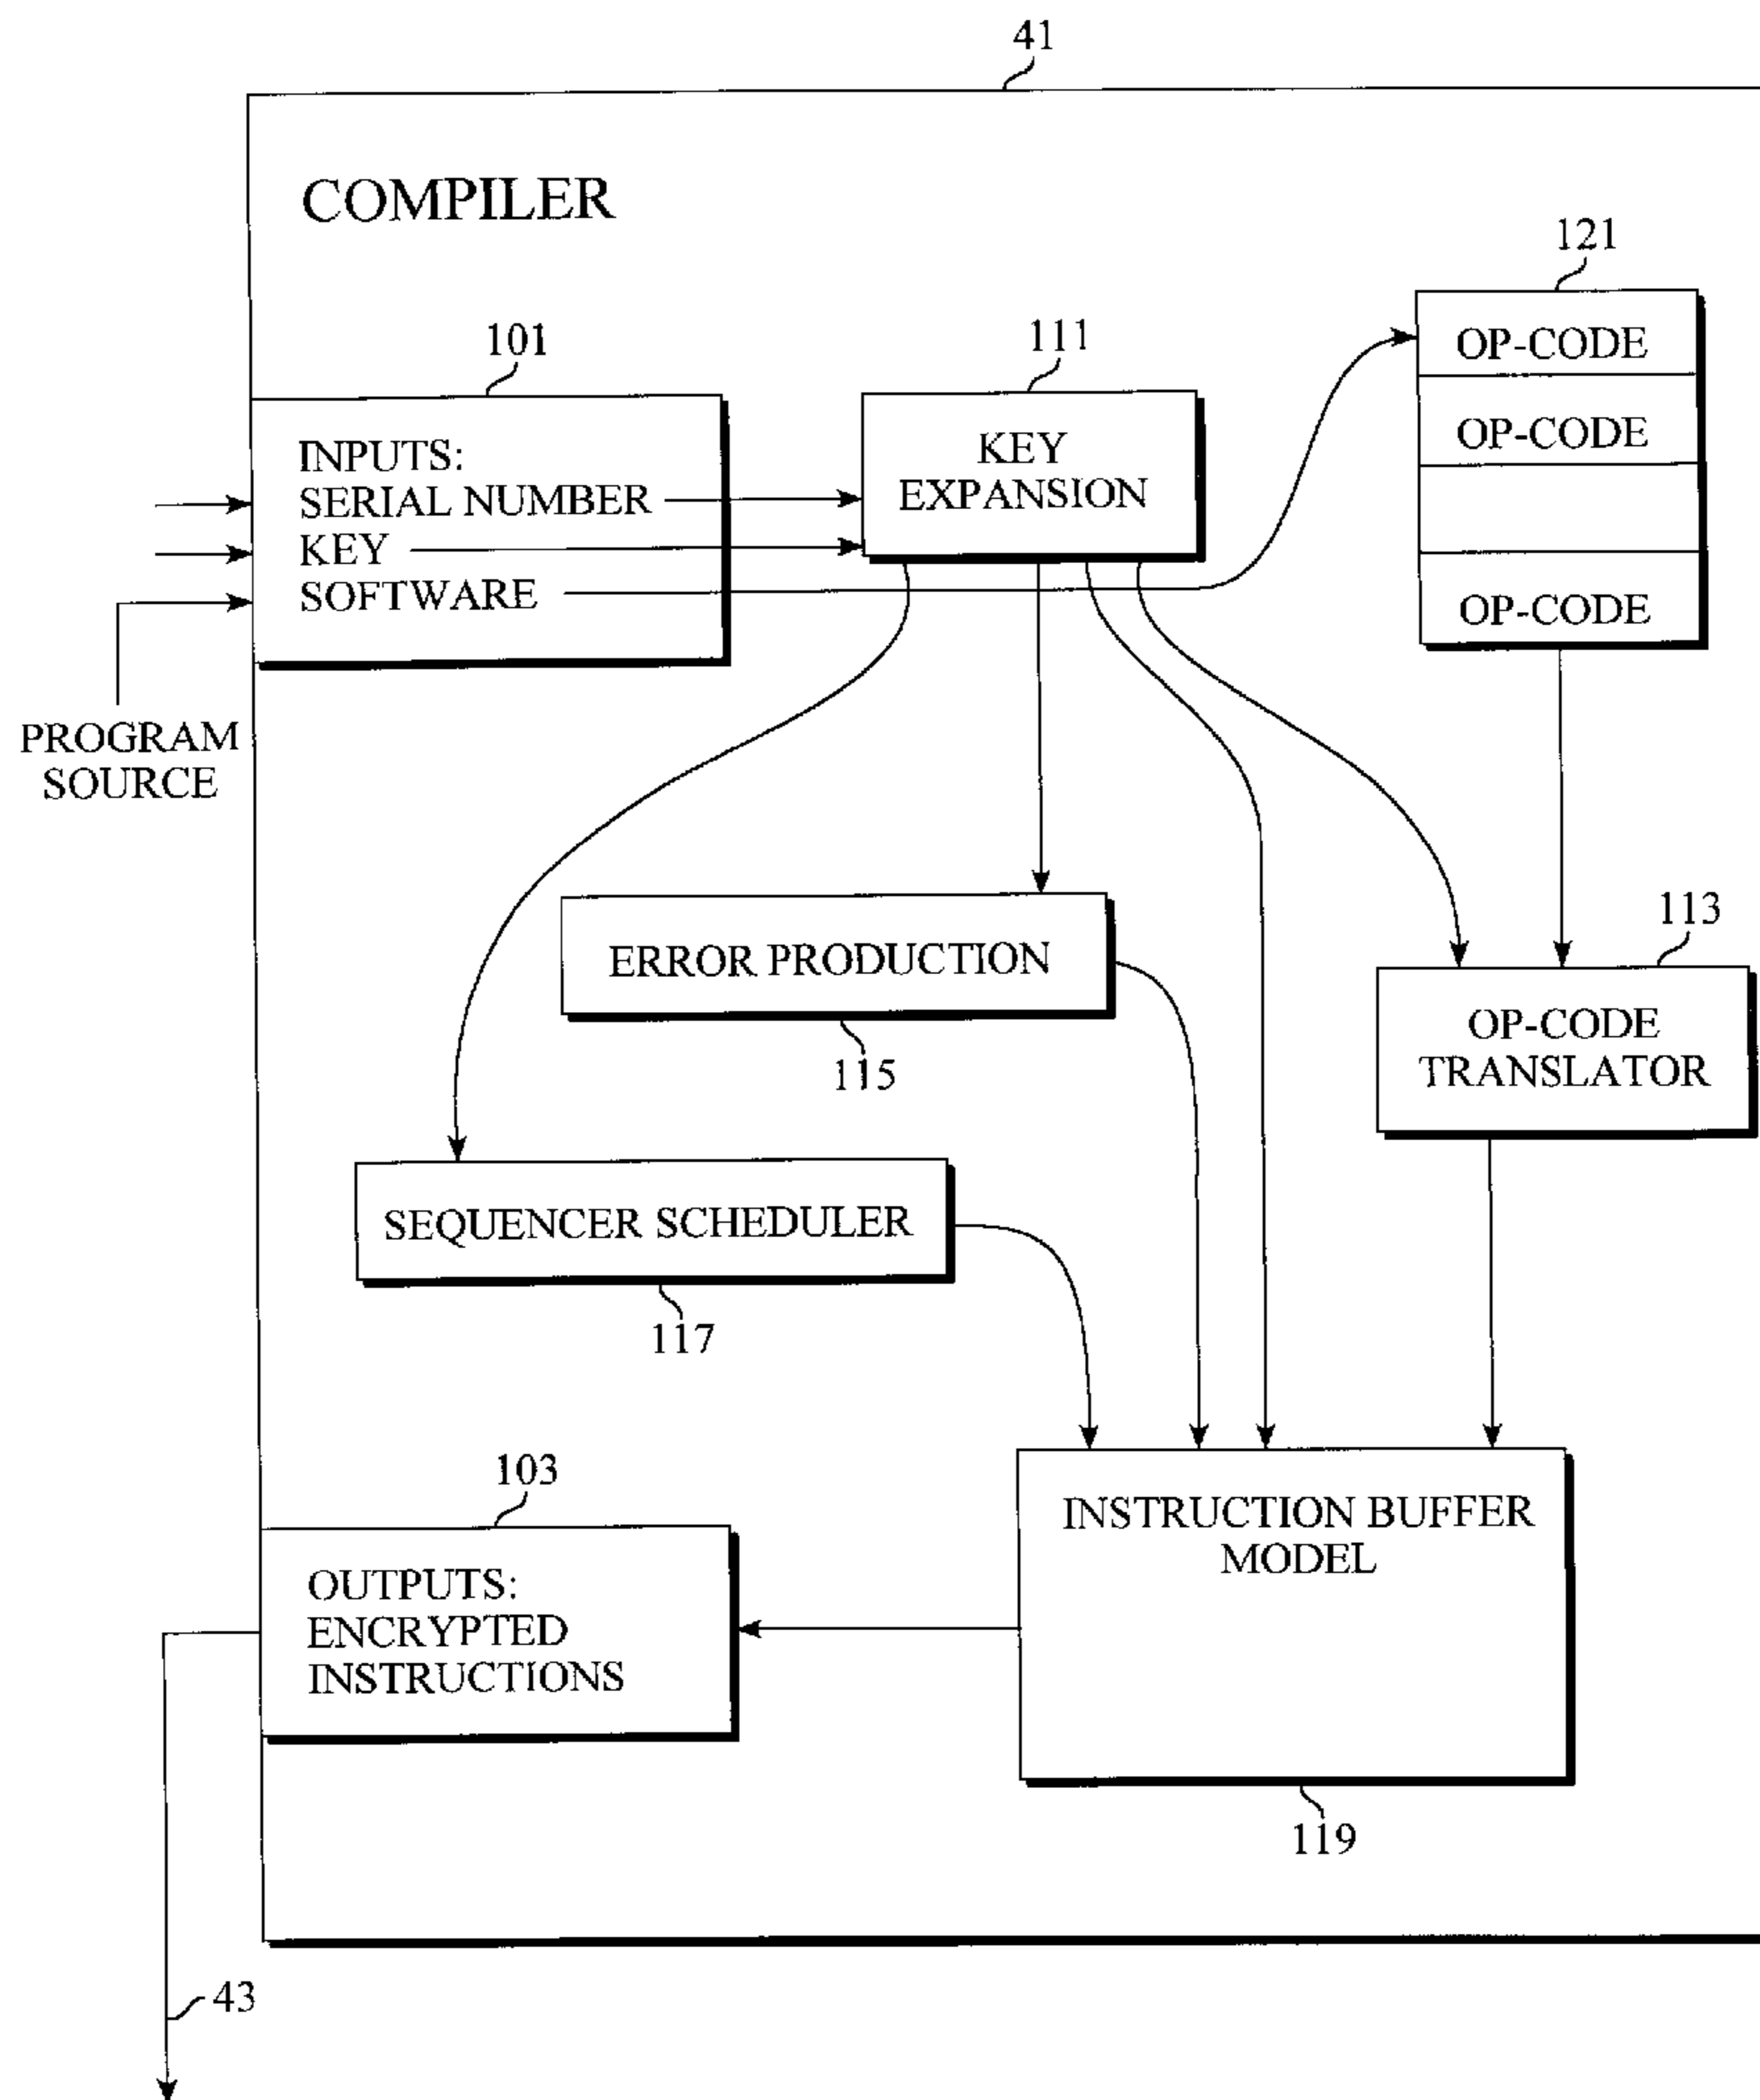 41
COMPILER
121
OP-CODE
OP-CODE
OP-CODE
101
INPUTS:
SERIAL NUMBER
KEY
SOFTWARE
111
KEY
EXPANSION
PROGRAM
SOURCE
ERROR PRODUCTION
115
113
OP-CODE
TRANSLATOR
SEQUENCER SCHEDULER
117
103
OUTPUTS:
ENCRYPTED
INSTRUCTIONS
INSTRUCTION BUFFER
MODEL
119
43